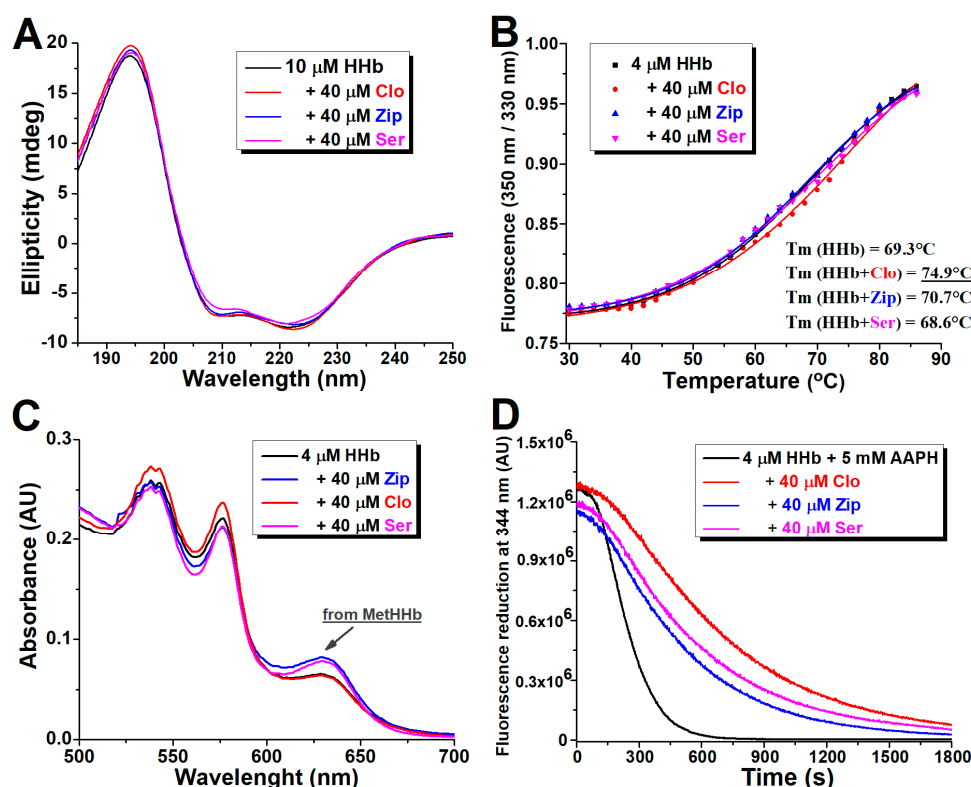 A
Ellipticity (mdeg)
20
15
10
5
0
-5
-10
190
200
210
220
230
240
250
Wavelength (nm)
10 μM HHb
+ 40 μM Clo
+ 40 μM Zip
+ 40 μM Ser
B
Fluorescence (350 nm / 330 nm)
1.00
0.95
0.90
0.85
0.80
0.75
30
40
50
60
70
80
90
Temperature (ºC)
4 μM HHb
+ 40 μM Clo
+ 40 μM Zip
+ 40 μM Ser
Tm (HHb) = 69.3°C
Tm (HHb+Clo) = 74.9°C
Tm (HHb+Zip) = 70.7°C
Tm (HHb+Ser) = 68.6°C
C
Absorbance (AU)
0.3
0.2
0.1
0.0
500
550
600
650
700
Wavelenght (nm)
4 μM HHb
+ 40 μM Zip
+ 40 μM Clo
+ 40 μM Ser
from MetHHb
D
Fluorescence reduction at 344 nm (AU)
1.5x10⁶
1.2x10⁶
0.9x10⁶
0.6x10⁶
0.3x10⁶
0
0
300
600
900
1200
1500
1800
Time (s)
4 μM HHb + 5 mM AAPH
+ 40 μM Clo
+ 40 μM Zip
+ 40 μM Ser